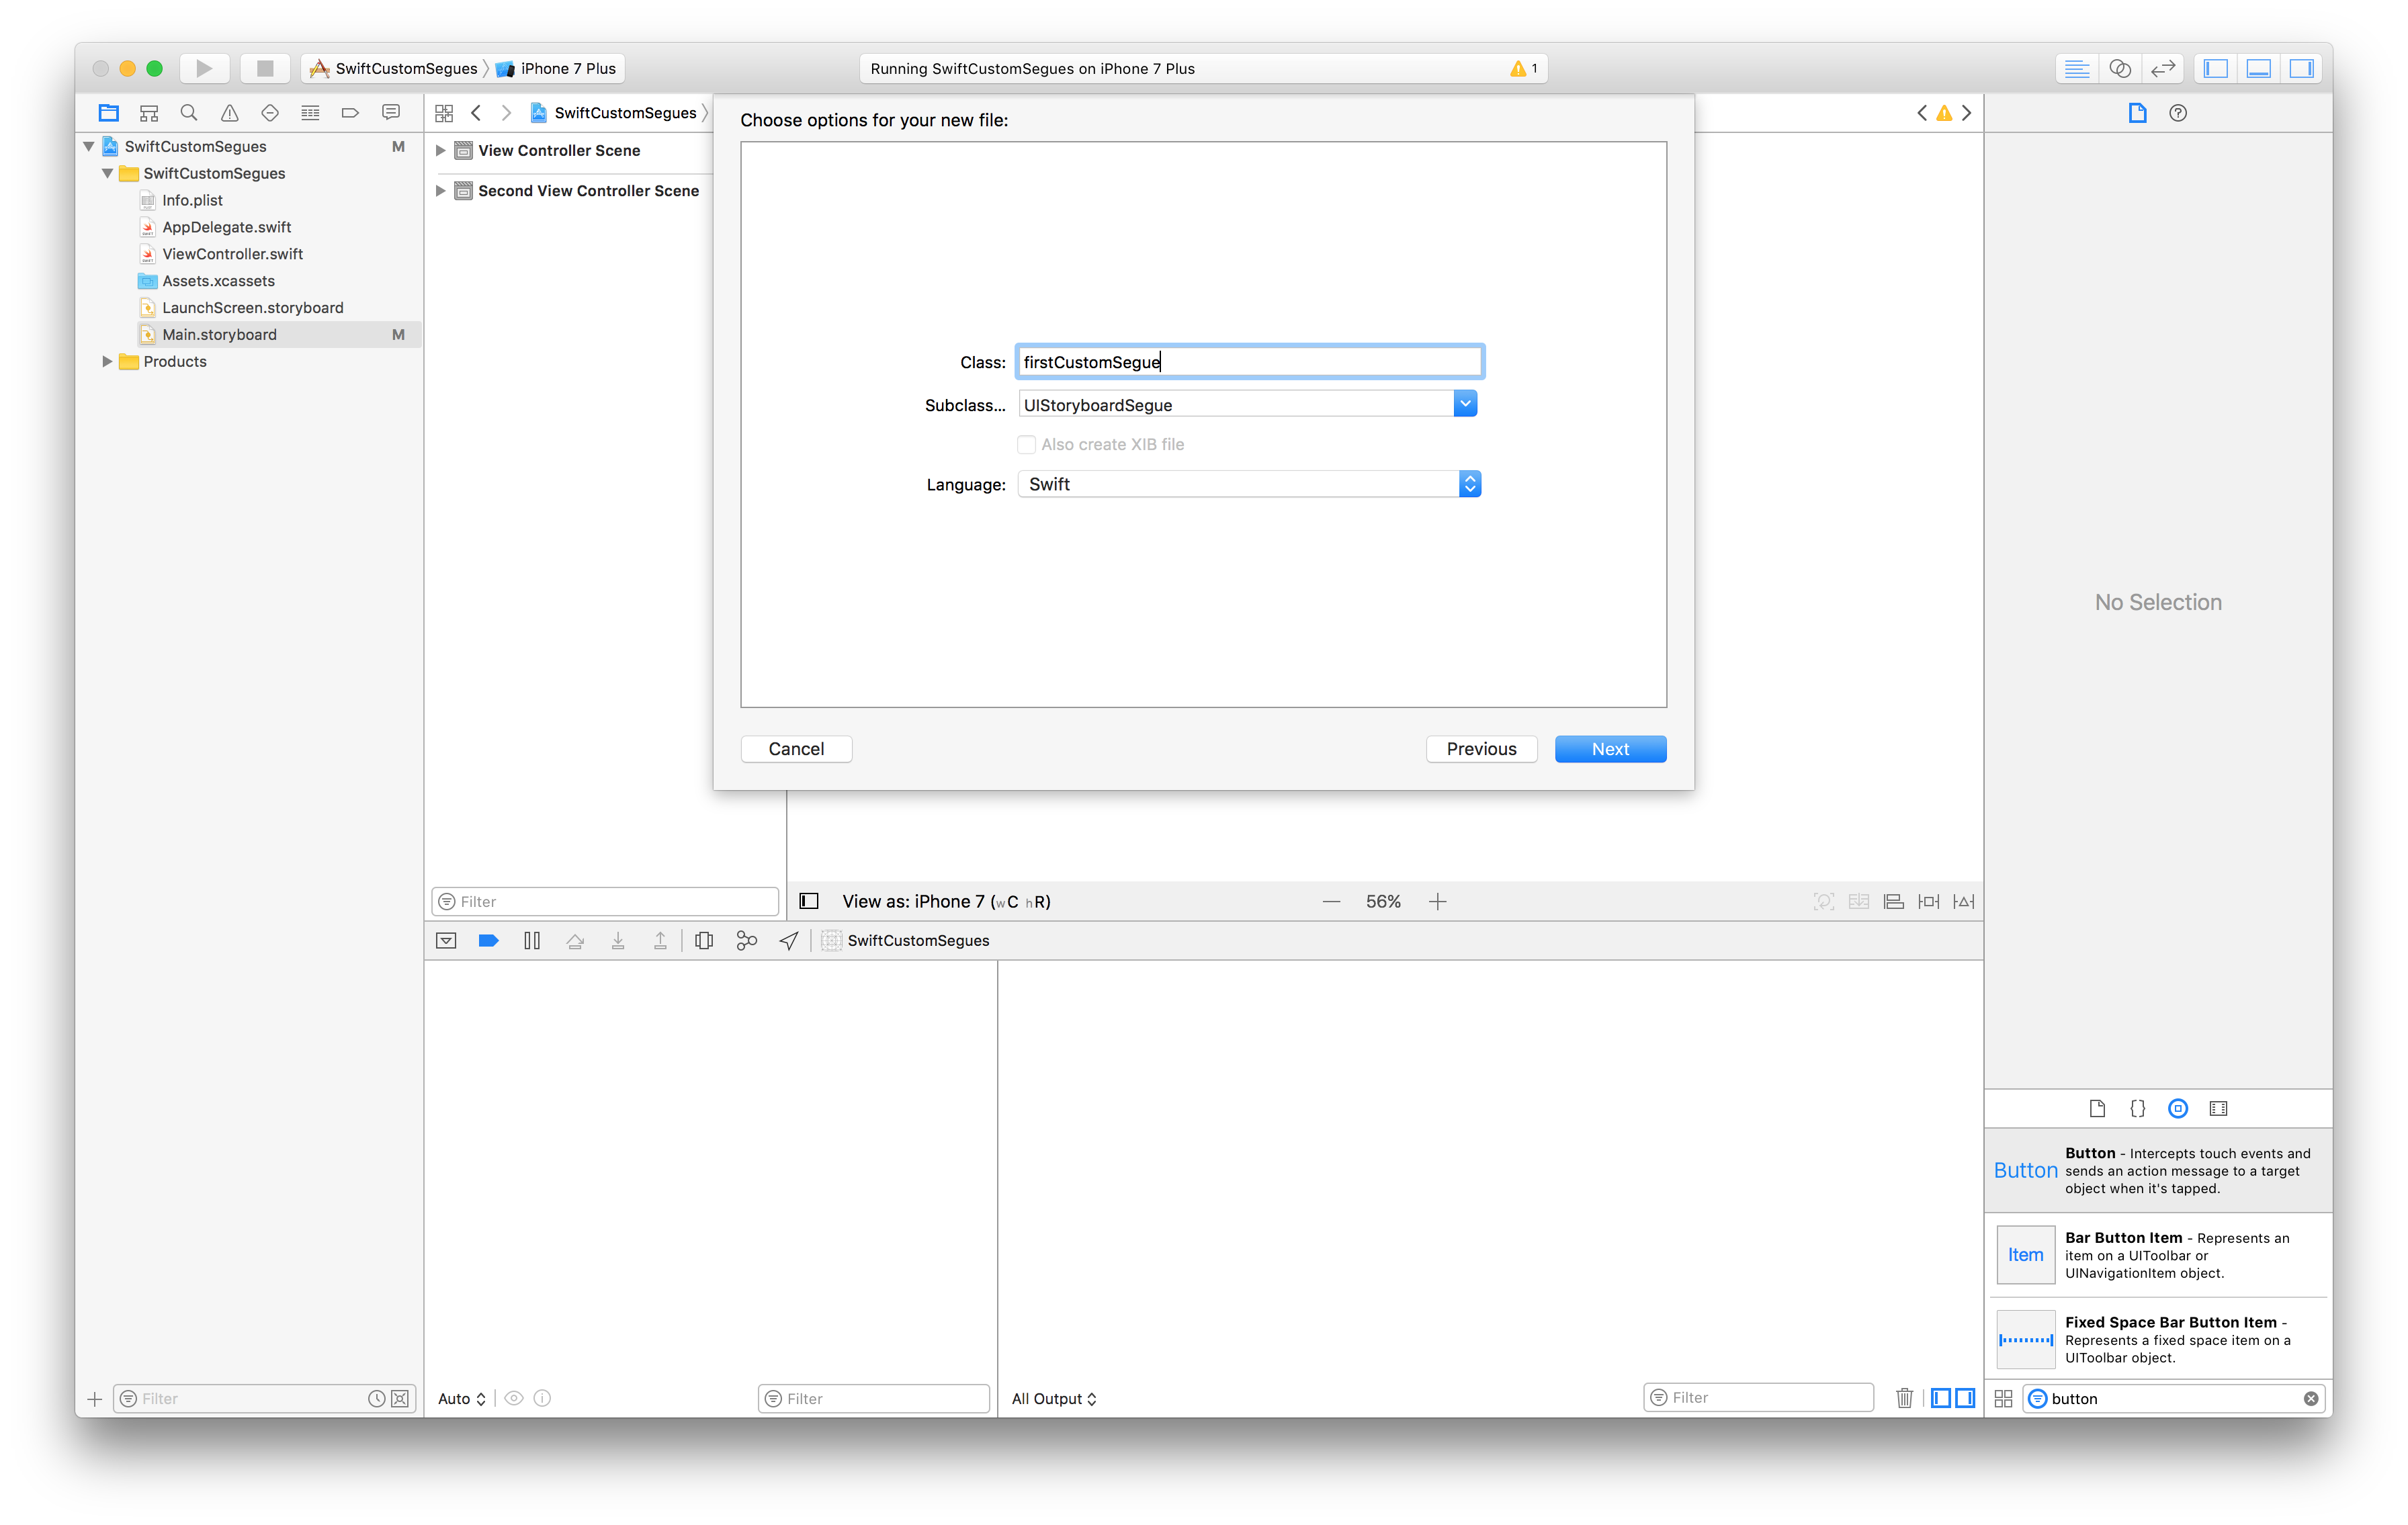 SwiftCustomSegues
iPhone 7 Plus
Running SwiftCustomSegues on iPhone 7 Plus
1
SwiftCustomSegues
M
SwiftCustomSegues
Info.plist
AppDelegate.swift
ViewController.swift
Assets.xcassets
LaunchScreen.storyboard
Main.storyboard
M
Products
Filter
SwiftCustomSegues
View Controller Scene
Second View Controller Scene
Filter
Choose options for your new file:
Class: firstCustomSegue
Subclass... UIStoryboardSegue
Also create XIB file
Language: Swift
Cancel
Previous
Next
View as: iPhone 7 (wC hR)
56%
SwiftCustomSegues
Auto
Filter
All Output
Filter
No Selection
Button
Button - Intercepts touch events and
sends an action message to a target
object when it's tapped.
Item
Bar Button Item - Represents an
item on a UIToolbar or
UINavigationItem object.
Fixed Space Bar Button Item -
Represents a fixed space item on a
UIToolbar object.
button